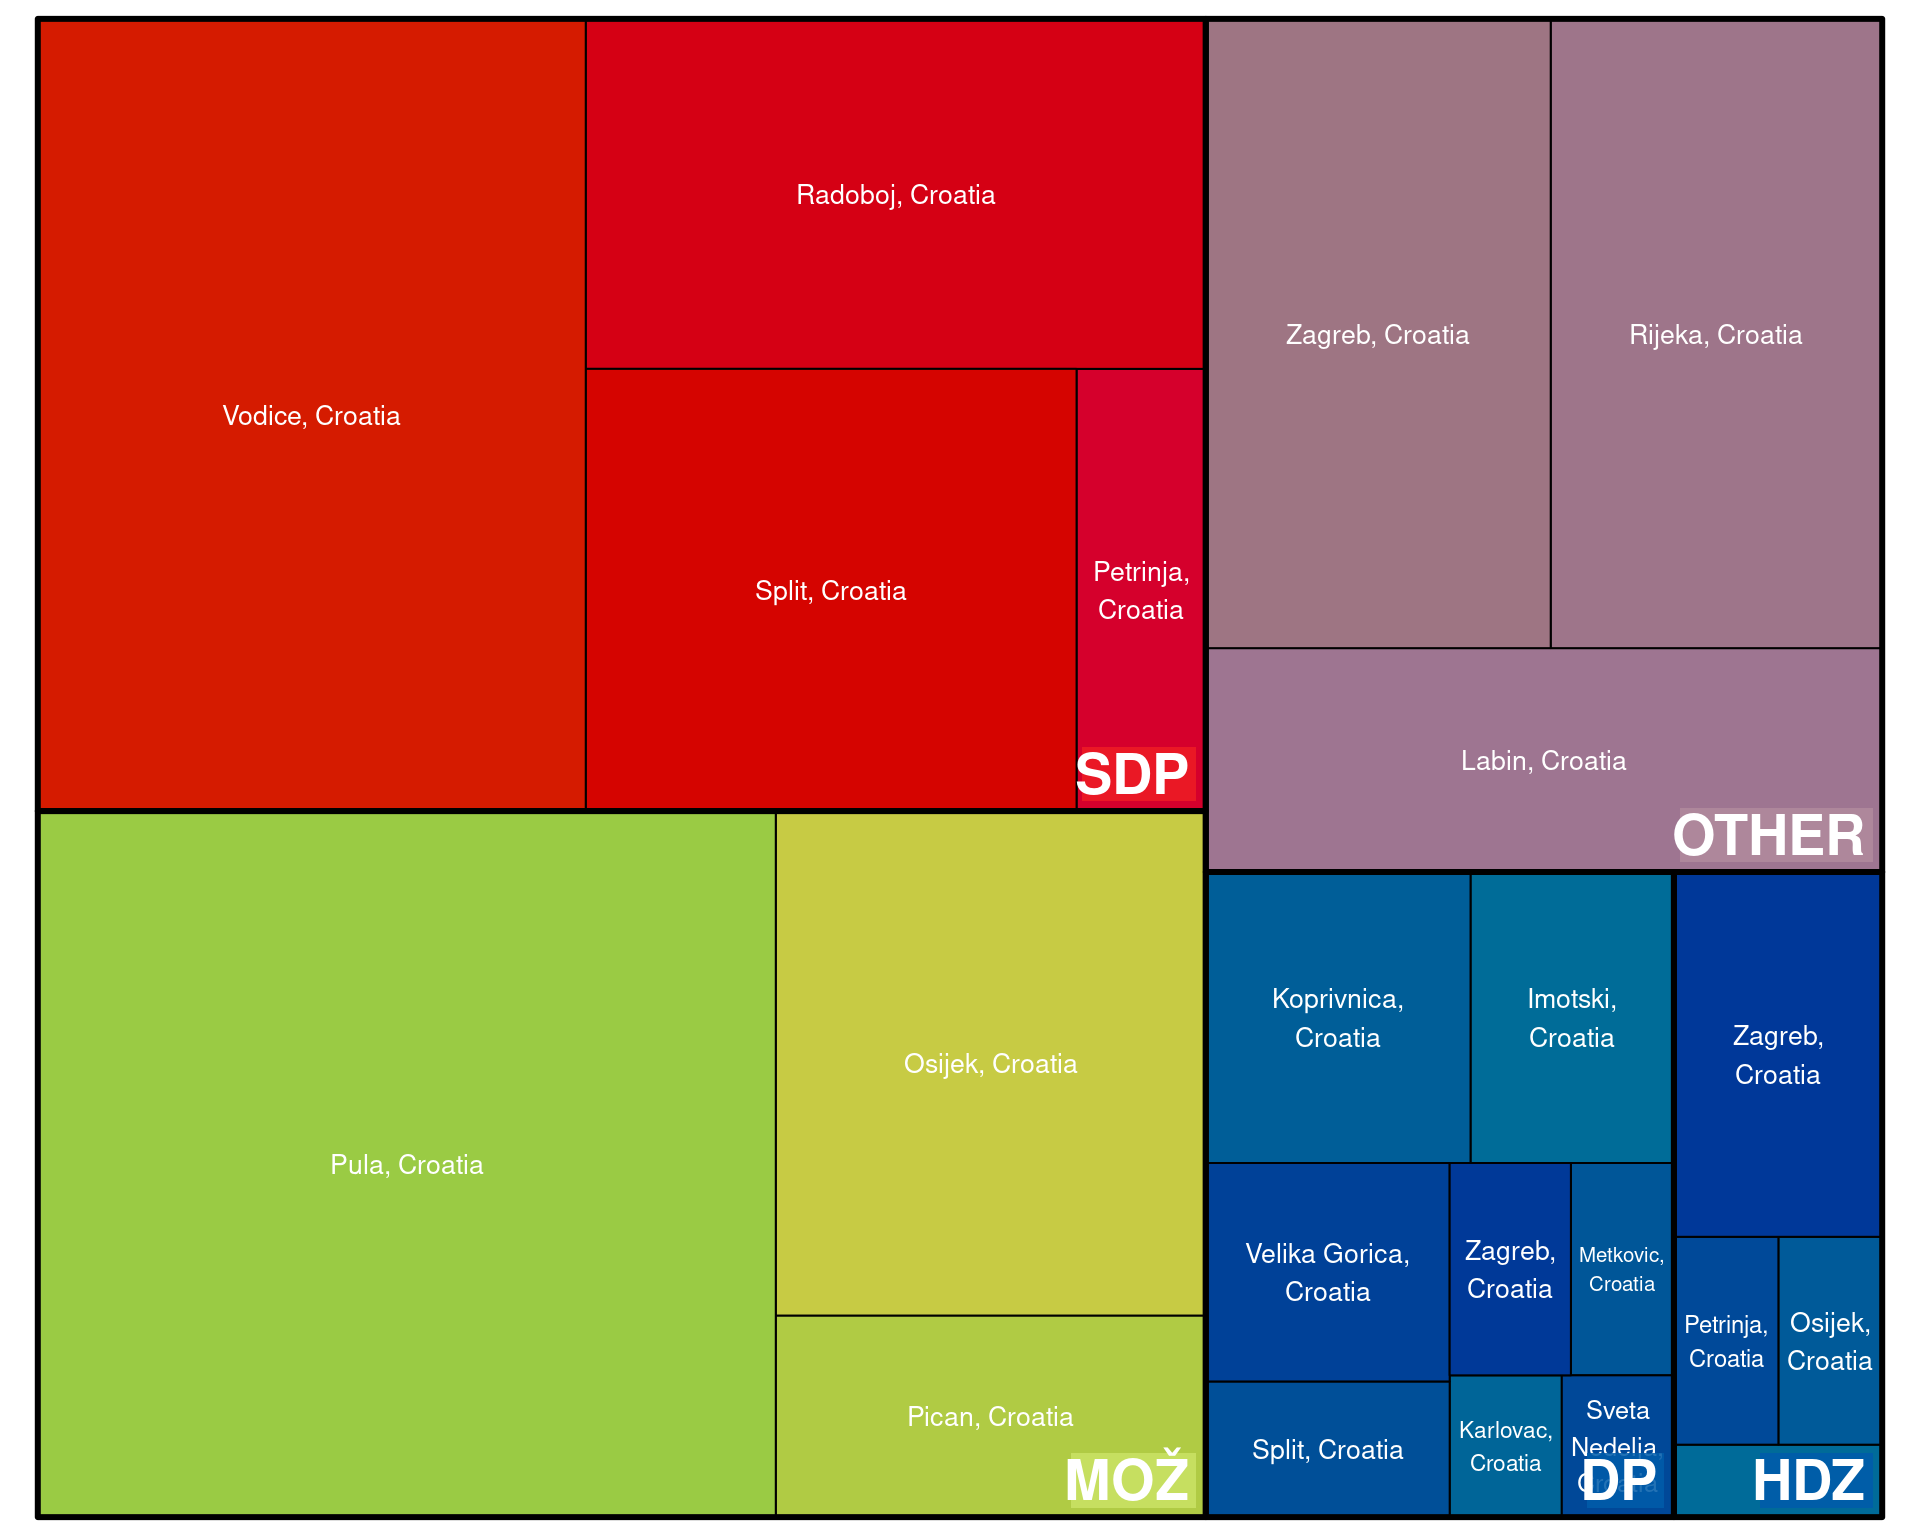 Vodice, Croatia
Radoboj, Croatia
Split, Croatia
Petrinja,
Croatia
SDP
Zagreb, Croatia
Rijeka, Croatia
Labin, Croatia
OTHER
Pula, Croatia
Osijek, Croatia
Pican, Croatia
MOŽ
Koprivnica,
Croatia
Imotski,
Croatia
Velika Gorica,
Croatia
Zagreb,
Croatia
Metkovic,
Croatia
Split, Croatia
Karlovac,
Croatia
Sveta
Nedelja,
Croatia
DP
Zagreb,
Croatia
Petrinja,
Croatia
Osijek,
Croatia
HDZ